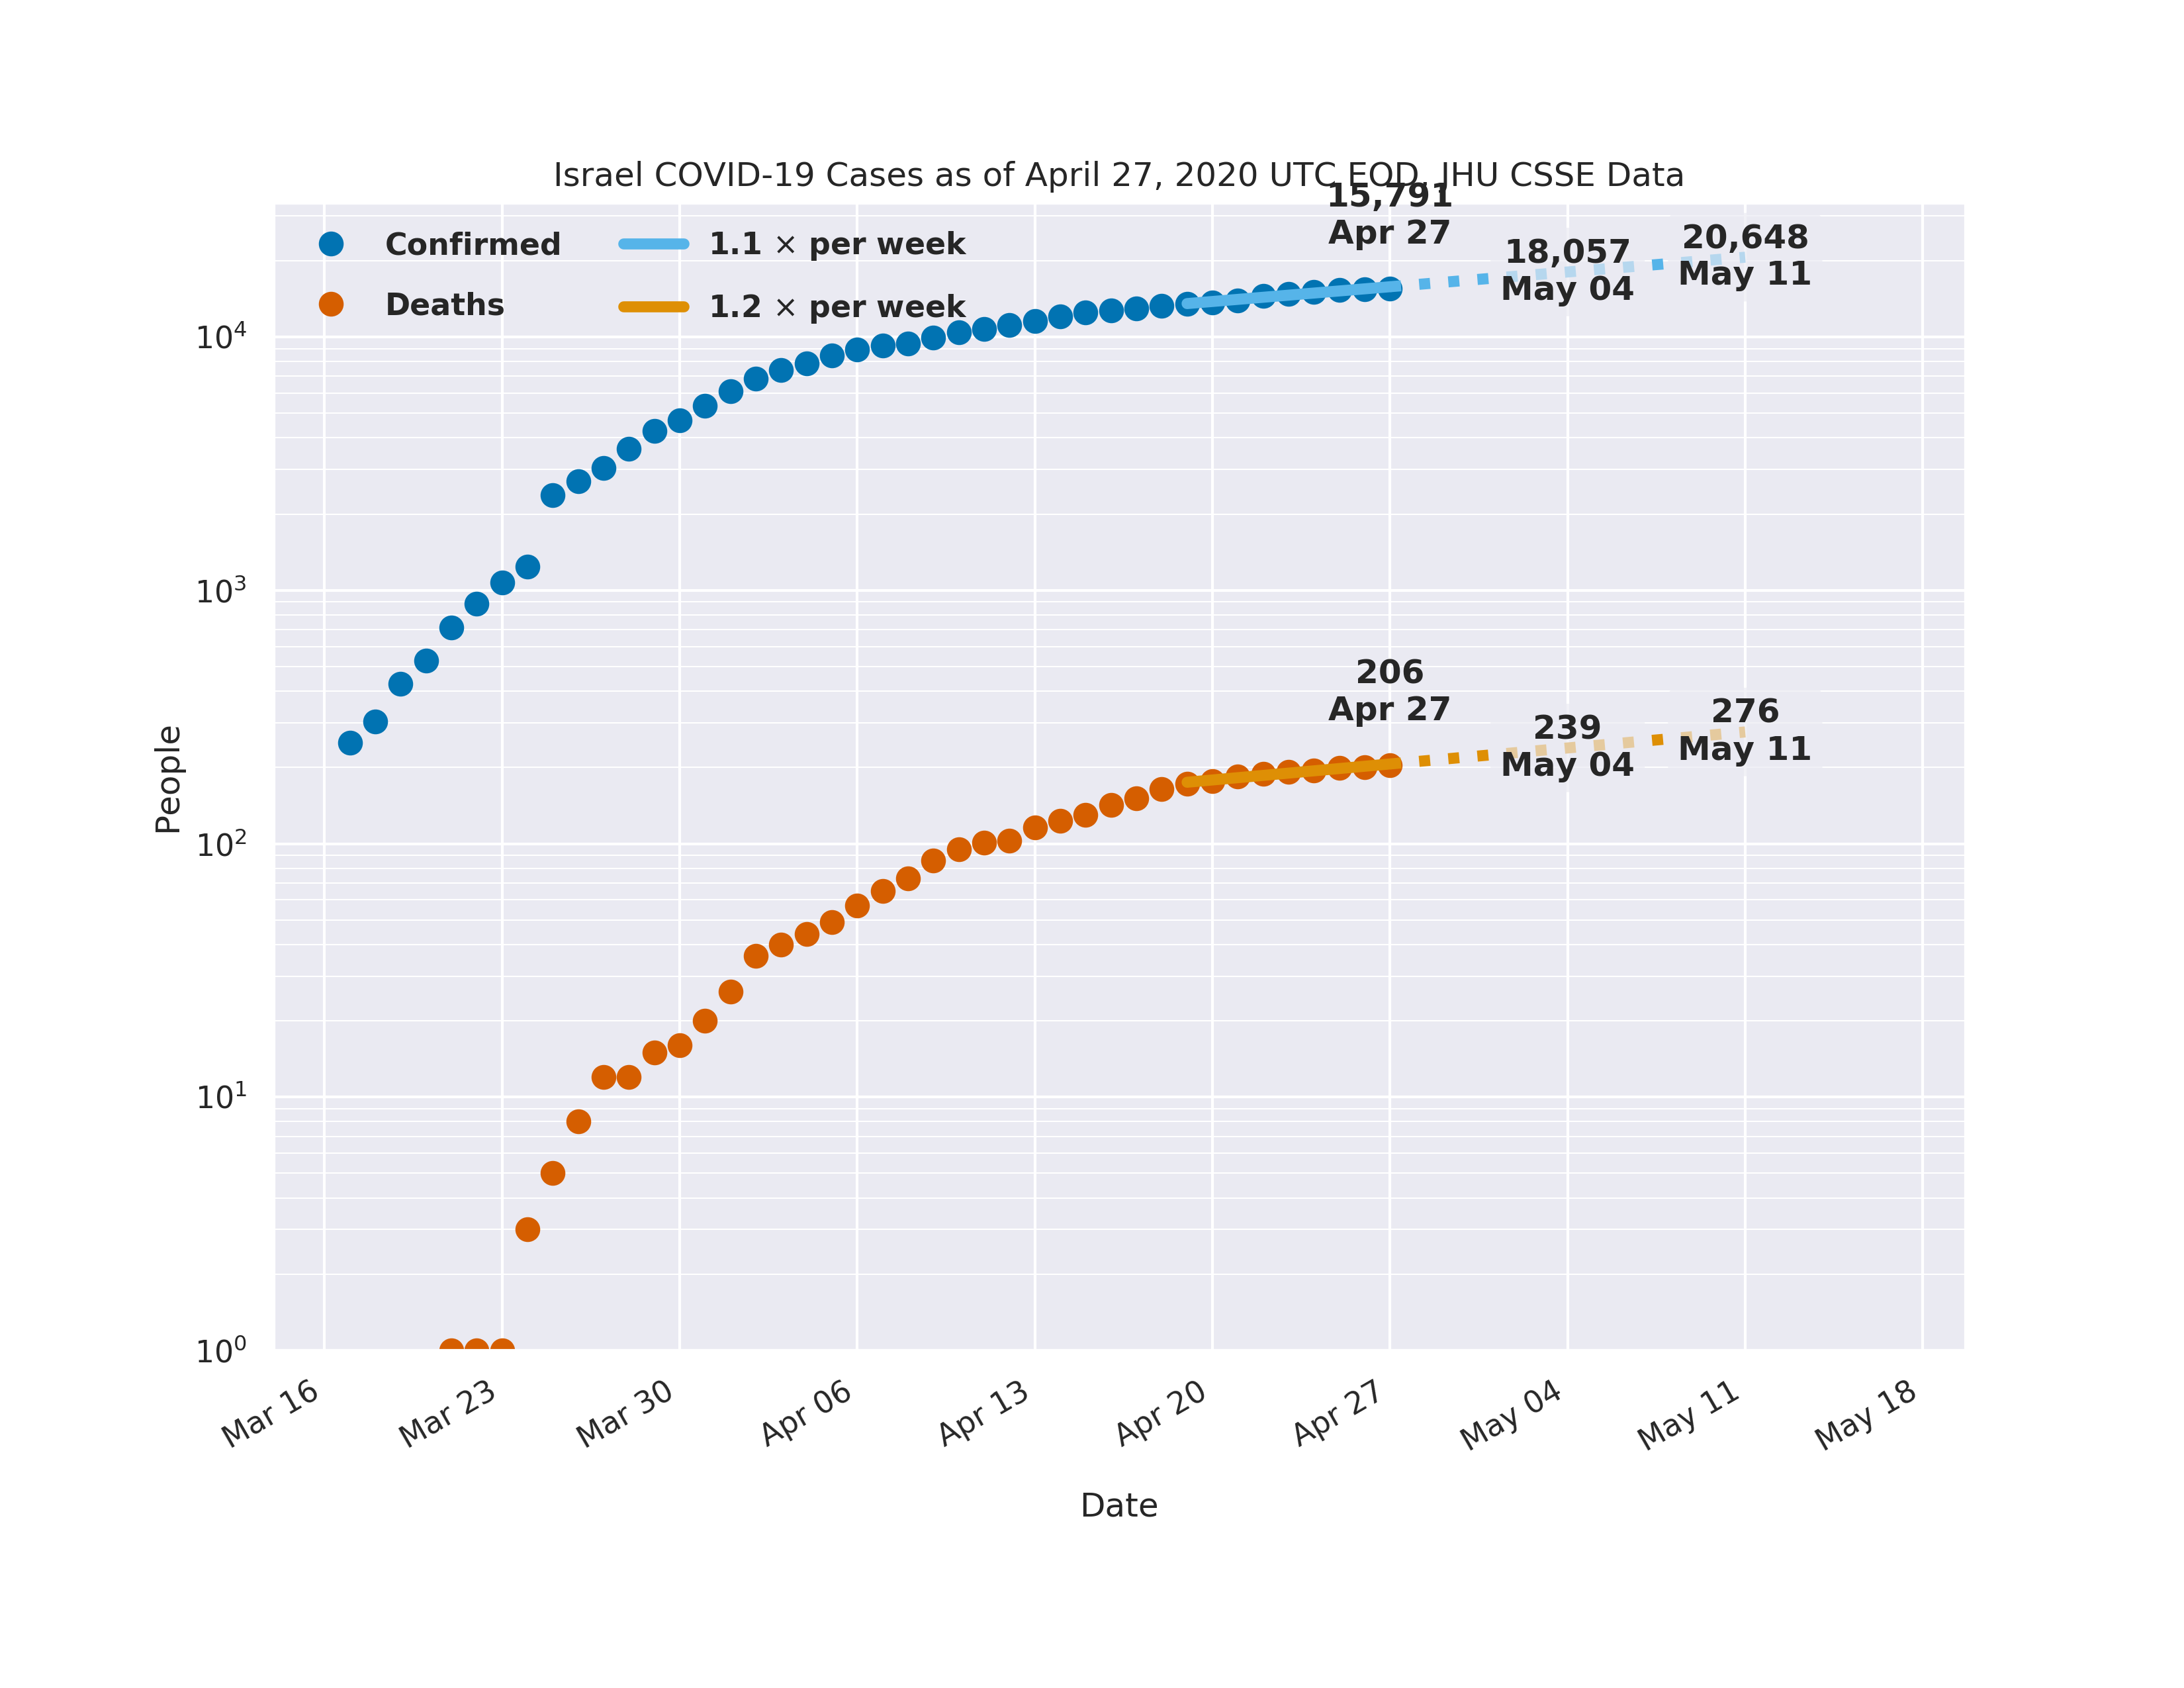 Israel COVID-19 Cases as of April 27, 2020 UTC EOD, JHU CSSE Data
Confirmed
Deaths
1.1 × per week
1.2 × per week
15,791
Apr 27
18,057
May 04
20,648
May 11
206
Apr 27
239
May 04
276
May 11
People
10⁴
10³
10²
10¹
10⁰
Mar 16
Mar 23
Mar 30
Apr 06
Apr 13
Apr 20
Apr 27
May 04
May 11
May 18
Date